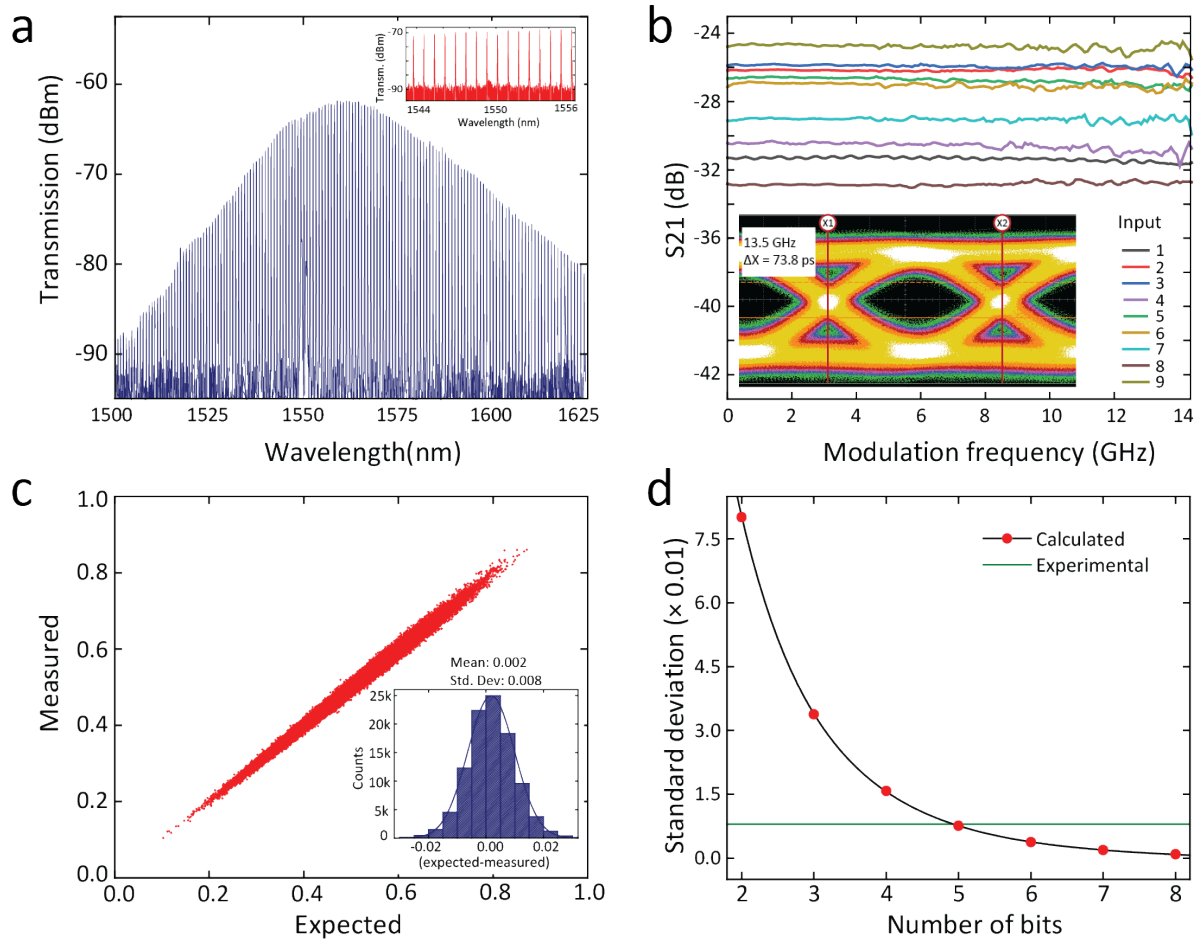 a
Transmission (dBm)
-60
-70
-80
-90
1500
1525
1550
1575
1600
1625
Wavelength(nm)
Transm. (dBm)
-70
-90
1544
1550
1556
Wavelength (nm)
b
S21 (dB)
-24
-26
-28
-31
-33
-36
-38
-40
-42
0
2
4
6
8
10
12
14
Modulation frequency (GHz)
X1
X2
13.5 GHz
ΔX = 73.8 ps
Input
1
2
3
4
5
6
7
8
9
c
Measured
1.0
0.8
0.6
0.4
0.2
0.0
0.0
0.2
0.4
0.6
0.8
1.0
Expected
Mean: 0.002
Std. Dev: 0.008
Counts
25k
20k
15k
10k
5k
0
-0.02
0.00
0.02
(expected-measured)
d
Standard deviation (× 0.01)
7.5
6.0
4.5
3.0
1.5
0.0
2
3
4
5
6
7
8
Number of bits
Calculated
Experimental